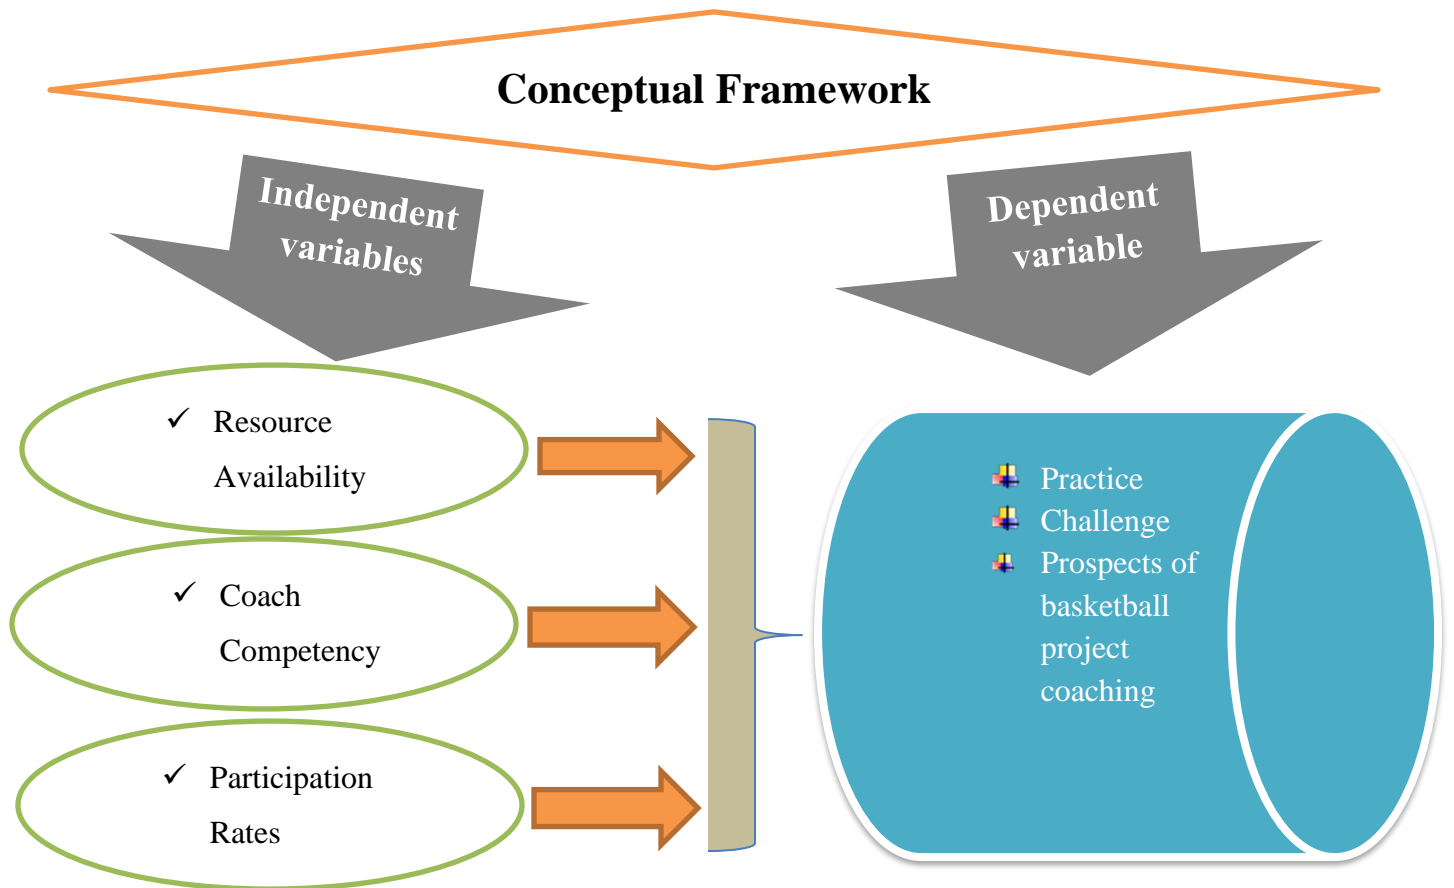 Conceptual Framework
Independent
variables
Dependent
variable
✓ Resource
Availability
✓ Coach
Competency
✓ Participation
Rates
Practice
Challenge
Prospects of
basketball
project
coaching